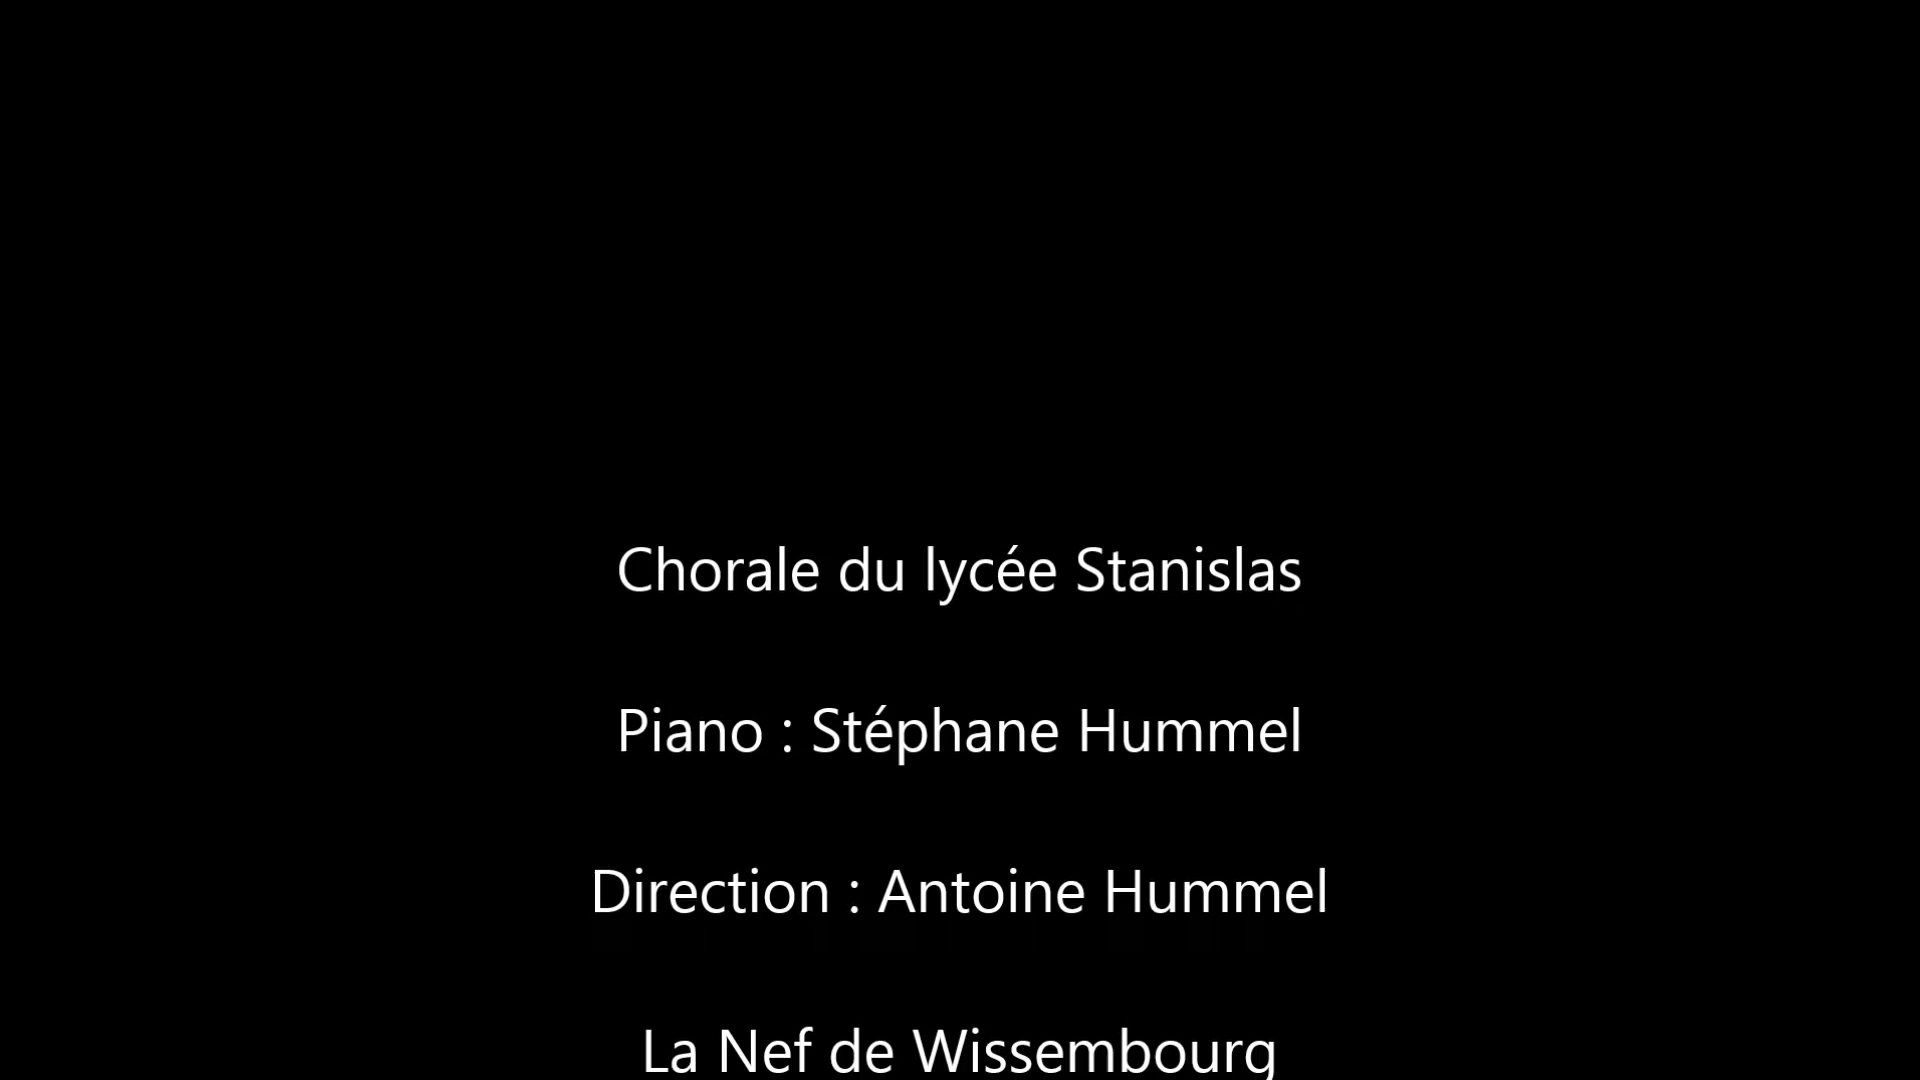 Chorale du lycée Stanislas
Piano : Stéphane Hummel
Direction : Antoine Hummel
La Nef de Wissembourg